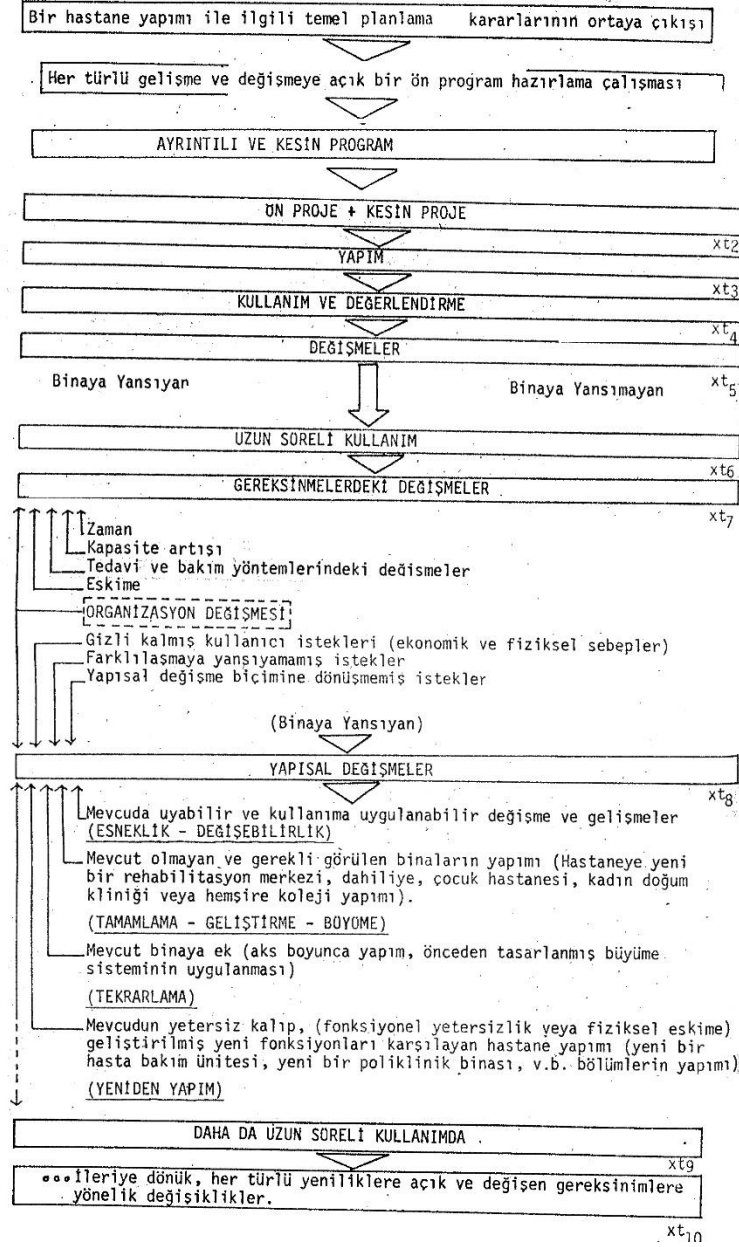 Bir hastane yapımı ile ilgili temel planlama kararlarının ortaya çıkışı
Her türlü gelişme ve değişmeye açık bir ön program hazırlama çalışması
AYRINTILI VE KESİN PROGRAM
ÖN PROJE + KESİN PROJE
xt2
YAPIM
xt3
KULLANIM VE DEĞERLENDİRME
xt4
DEĞİŞMELER
xt5
Binaya Yansıyan Binaya Yansımayan
UZUN SÜRELİ KULLANIM
xt6
GEREKSİNMELERDEKİ DEĞİŞMELER
xt7
Zaman
Kapasite artışı
Tedavi ve bakım yöntemlerindeki değismeler
Eskime
ORGANİZASYON DEĞİŞMESİ
Gizli kalmış kullanıcı istekleri (ekonomik ve fiziksel sebepler)
Farklılaşmaya yansıyamamış istekler
Yapısal değişme biçimine dönüşmemiş istekler
(Binaya Yansıyan)
YAPISAL DEĞİŞMELER
xt8
Mevcuda uyabilir ve kullanıma uygulanabilir değişme ve gelişmeler
(ESNEKLİK - DEĞİŞEBİLİRLİK)
Mevcut olmayan ve gerekli görülen binaların yapımı (Hastaneye yeni
bir rehabilitasyon merkezi, dahiliye, çocuk hastanesi, kadın doğum
kliniği veya hemşire koleji yapımı).
(TAMAMLAMA - GELİŞTİRME - BÜYÜME)
Mevcut binaya ek (aks boyunca yapım, önceden tasarlanmış büyüme
sisteminin uygulanması)
(TEKRARLAMA)
Mevcudun yetersiz kalıp, (fonksiyonel yetersizlik veya fiziksel eskime)
geliştirilmiş yeni fonksiyonları karşılayan hastane yapımı (yeni bir
hasta bakım ünitesi, yeni bir poliklinik binası, v.b. bölümlerin yapımı)
(YENİDEN YAPIM)
DAHA DA UZUN SÜRELİ KULLANIMDA .
xt9
...İleriye dönük, her türlü yeniliklere açık ve değişen gereksinimlere
yönelik değişiklikler.
xt10